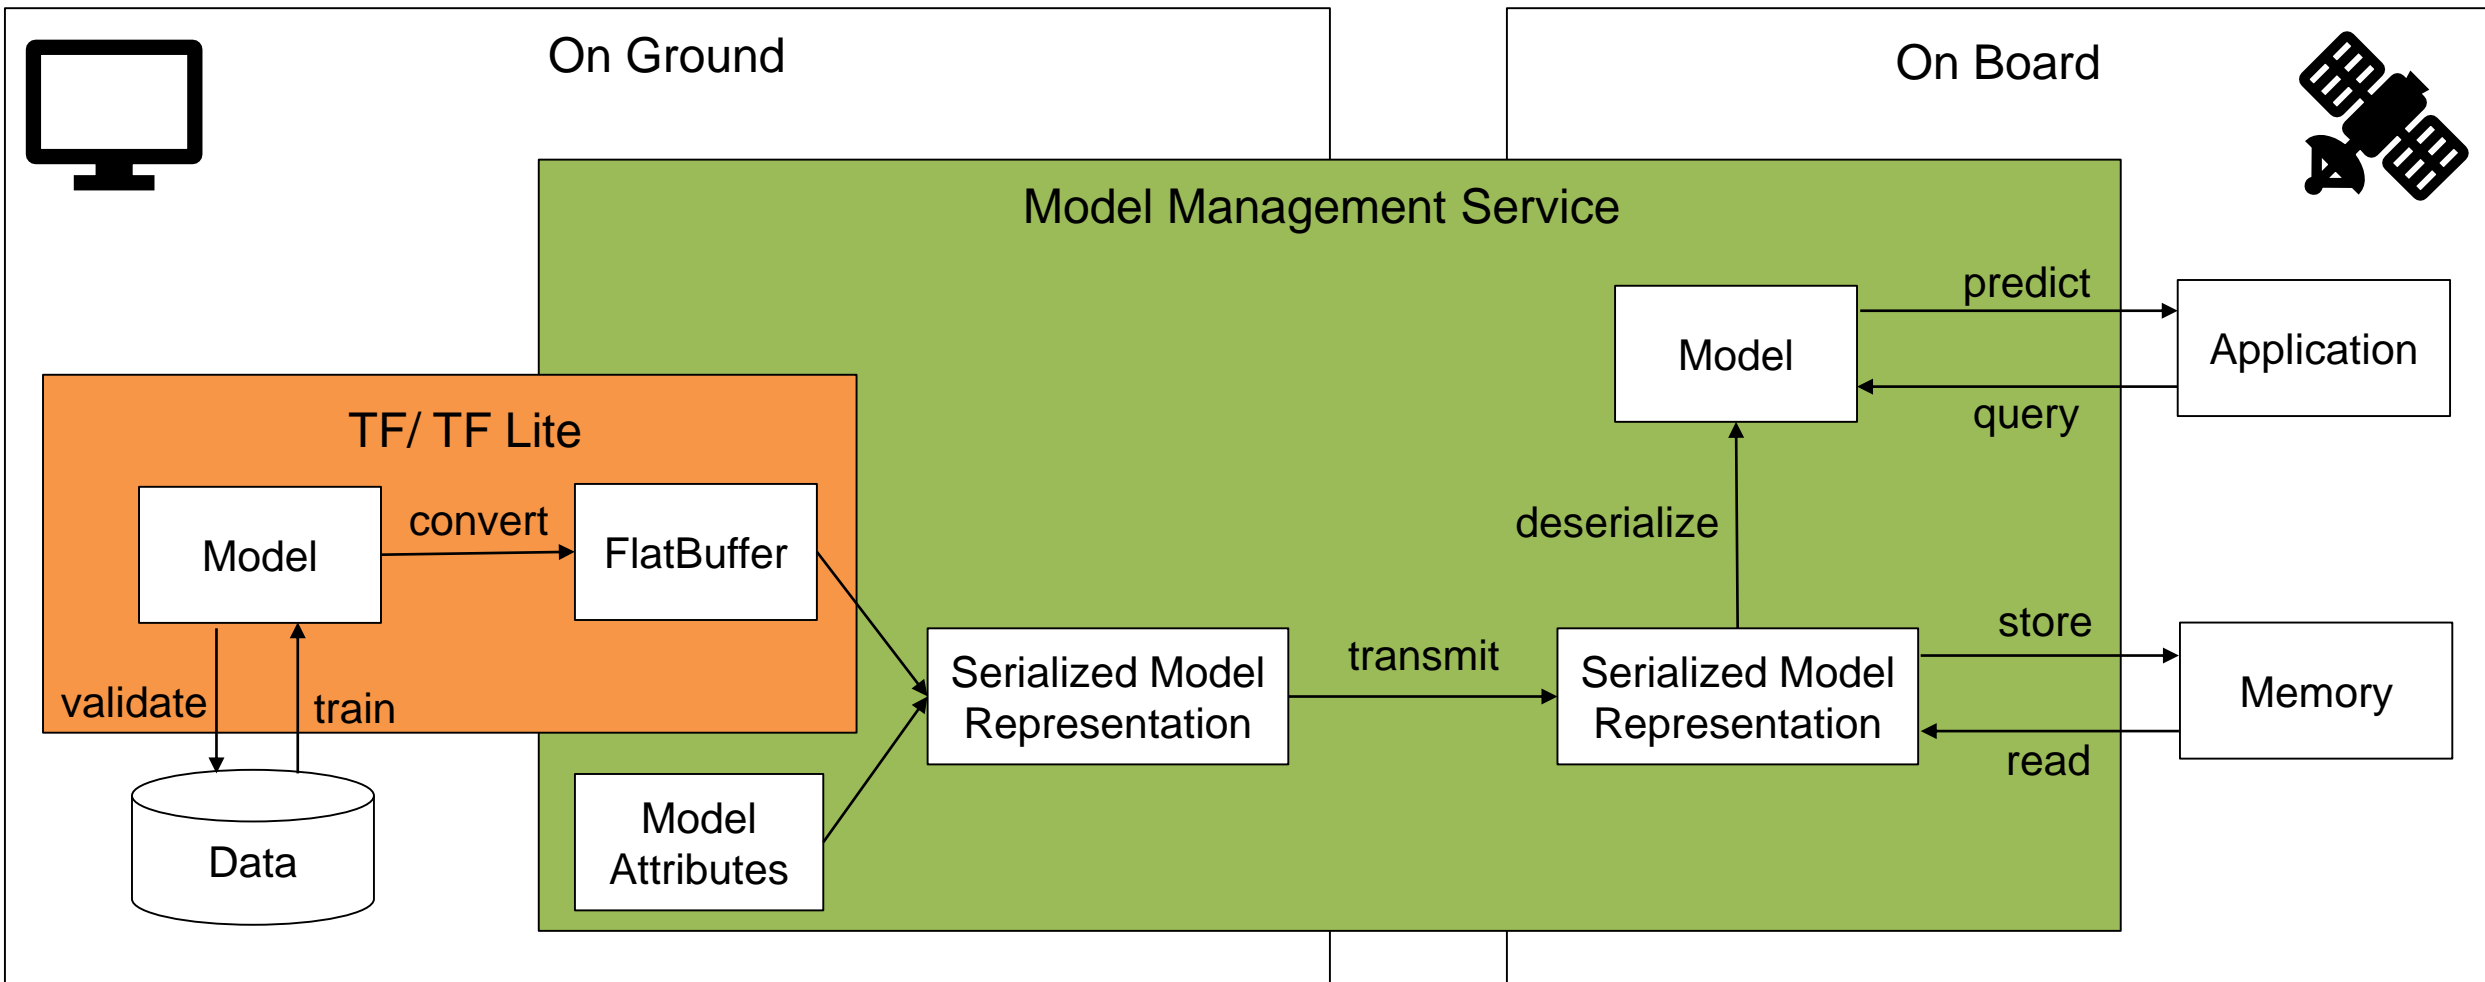 On Ground
On Board
Model Management Service
predict
Model
Application
query
TF/ TF Lite
convert
deserialize
Model
FlatBuffer
store
transmit
Serialized Model
Representation
Serialized Model
Representation
Memory
validate
train
read
Model
Attributes
Data